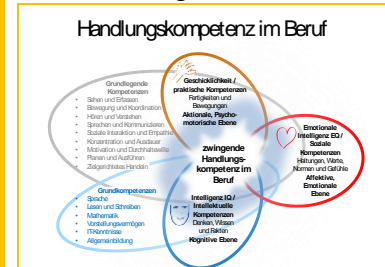 Handlungskompetenz im Beruf
Grundlegende
Kompetenzen
• Sehen und Erfassen
• Bewegung und Koordination
• Hören und Verstehen
• Sprechen und Kommunizieren
• Soziale Interaktion und Empathie
• Konzentration und Ausdauer
• Motivation und Durchhaltewille
• Planen und Ausführen
• Zielgerichtetes Handeln
Geschicklichkeit /
praktische Kompetenzen
Fertigkeiten und
Bewegungen
Aktionale, Psycho-
motorische Ebene
zwingende
Handlungs-
kompetenz im
Beruf
Emotionale
Intelligenz EQ /
Soziale
Kompetenzen
Haltungen, Werte,
Normen und Gefühle
Affektive,
Emotionale
Ebene
Grundkompetenzen
• Sprache
• Lesen und Schreiben
• Mathematik
• Vorstellungsvermögen
• IT-Kenntnisse
• Allgemeinbildung
Intelligenz IQ /
Intellektuelle
Kompetenzen
Denken, Wissen
und Fakten
Kognitive Ebene